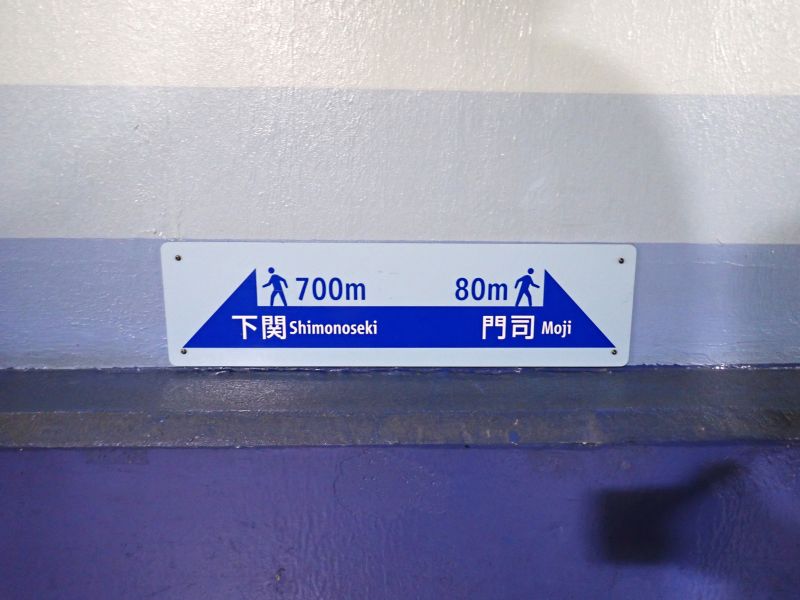 700m 80m
下関 Shimonoseki 門司 Moji